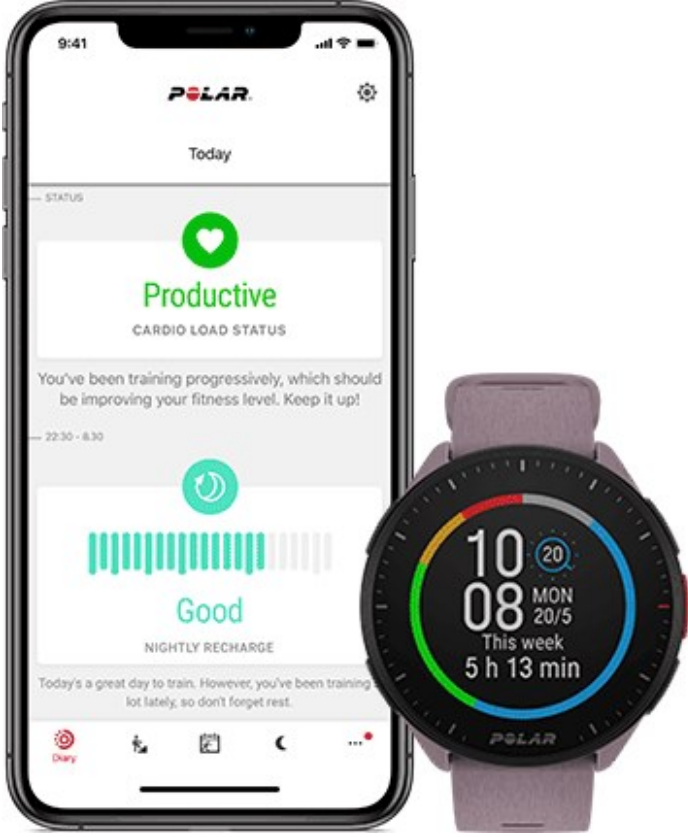 9:41
POLAR
Today
STATUS
Productive
CARDIO LOAD STATUS
You've been training progressively, which should
be improving your fitness level. Keep it up!
22:30 - 8.30
Good
NIGHTLY RECHARGE
Today's a great day to train. However, you've been training
lot lately, so don't forget rest.
Diary
10
20
08
MON
20/5
This week
5 h 13 min
POLAR